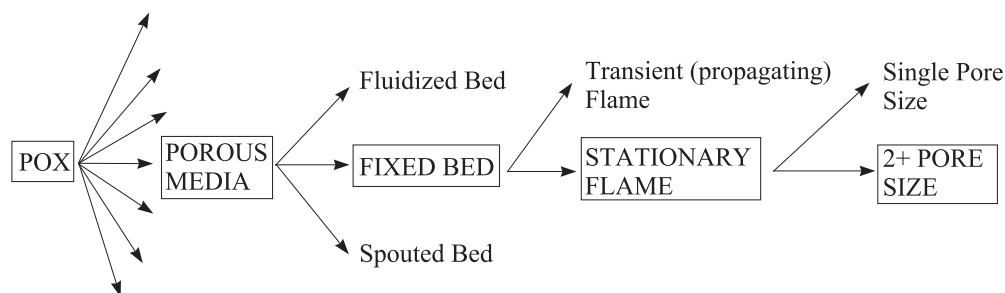 POX
POROUS
MEDIA
Fluidized Bed
FIXED BED
Spouted Bed
Transient (propagating)
Flame
STATIONARY
FLAME
Single Pore
Size
2+ PORE
SIZE